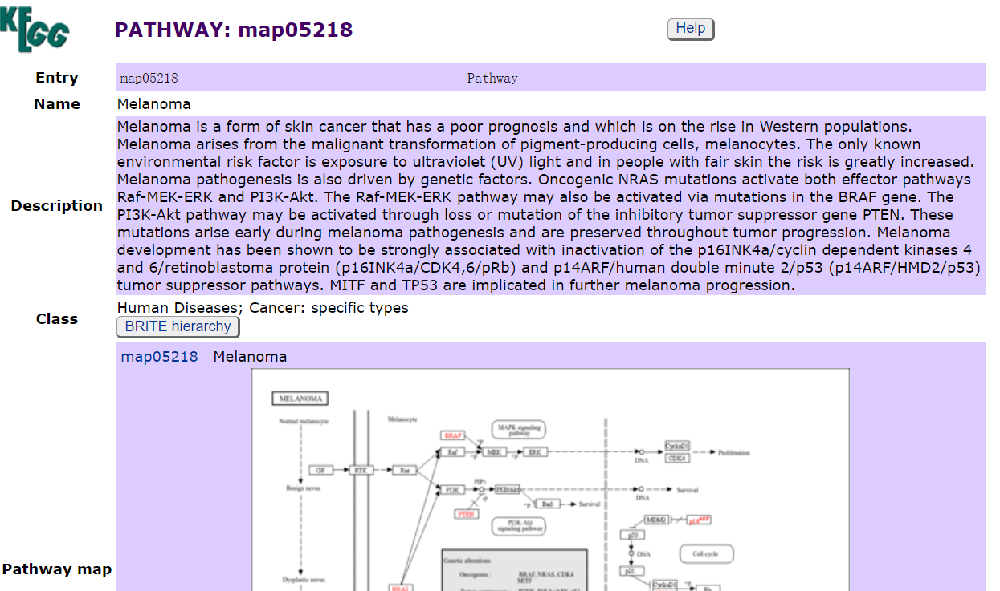 KEGG
PATHWAY: map05218
Help
Entry
map05218 Pathway
Name
Melanoma
Description
Melanoma is a form of skin cancer that has a poor prognosis and which is on the rise in Western populations.
Melanoma arises from the malignant transformation of pigment-producing cells, melanocytes. The only known
environmental risk factor is exposure to ultraviolet (UV) light and in people with fair skin the risk is greatly increased.
Melanoma pathogenesis is also driven by genetic factors. Oncogenic NRAS mutations activate both effector pathways
Raf-MEK-ERK and PI3K-Akt. The Raf-MEK-ERK pathway may also be activated via mutations in the BRAF gene. The
PI3K-Akt pathway may be activated through loss or mutation of the inhibitory tumor suppressor gene PTEN. These
mutations arise early during melanoma pathogenesis and are preserved throughout tumor progression. Melanoma
development has been shown to be strongly associated with inactivation of the p16INK4a/cyclin dependent kinases 4
and 6/retinoblastoma protein (p16INK4a/CDK4,6/pRb) and p14ARF/human double minute 2/p53 (p14ARF/HMD2/p53)
tumor suppressor pathways. MITF and TP53 are implicated in further melanoma progression.
Class
Human Diseases; Cancer: specific types
BRITE hierarchy
Pathway map
map05218 Melanoma
MELANOMA
Normal melanocyte
Melanocyte
BRAF
MAPK signaling
pathway
+p
Raf
+p
MEK
+p
ERK
DNA
CyclinD1
CDK4
Proliferation
GF
RTK
Ras
Benign nevus
PI3K
PIP3
PKB/Akt
+p
DNA
Survival
PTEN
+p
Bad
Survival
PI3K-Akt
signaling pathway
MDM2
p14ARF
p53
DNA
Cell cycle
p21
Genetic alterations
Oncogenes : BRAF, NRAS, CDK4
MITF
Dysplastic nevus
NRAS
CyclinD1
+p
Rb